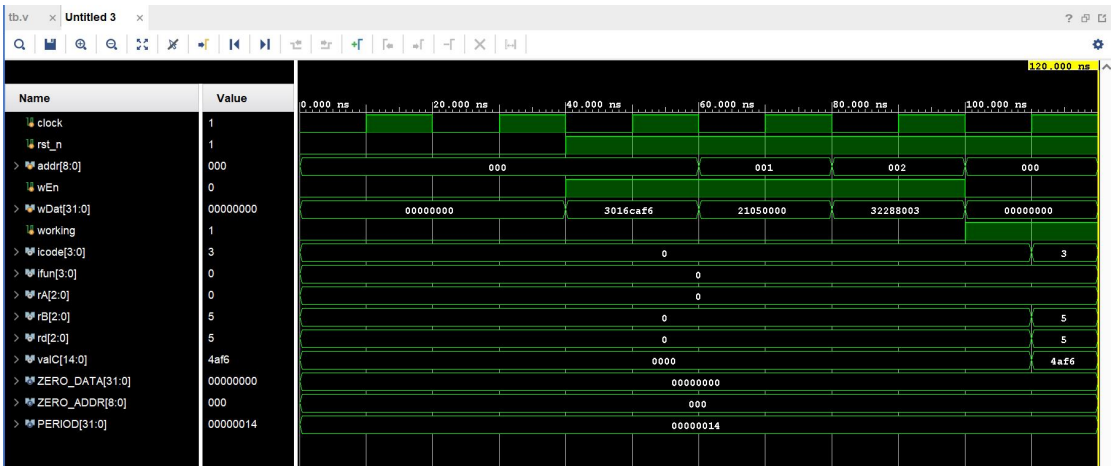 tb.v × Untitled 3 × ?
120.000 ns
Name Value 0.000 ns 20.000 ns 40.000 ns 60.000 ns 80.000 ns 100.000 ns
clock 1
rst_n 1
addr[8:0] 000 000 001 002 000
wEn 0
wDat[31:0] 00000000 00000000 3016caf6 21050000 32288003 00000000
working 1
icode[3:0] 3 0 3
ifun[3:0] 0 0
rA[2:0] 0 0
rB[2:0] 5 0 5
rd[2:0] 5 0 5
valC[14:0] 4af6 0000 4af6
ZERO_DATA[31:0] 00000000 00000000
ZERO_ADDR[8:0] 000 000
PERIOD[31:0] 00000014 00000014